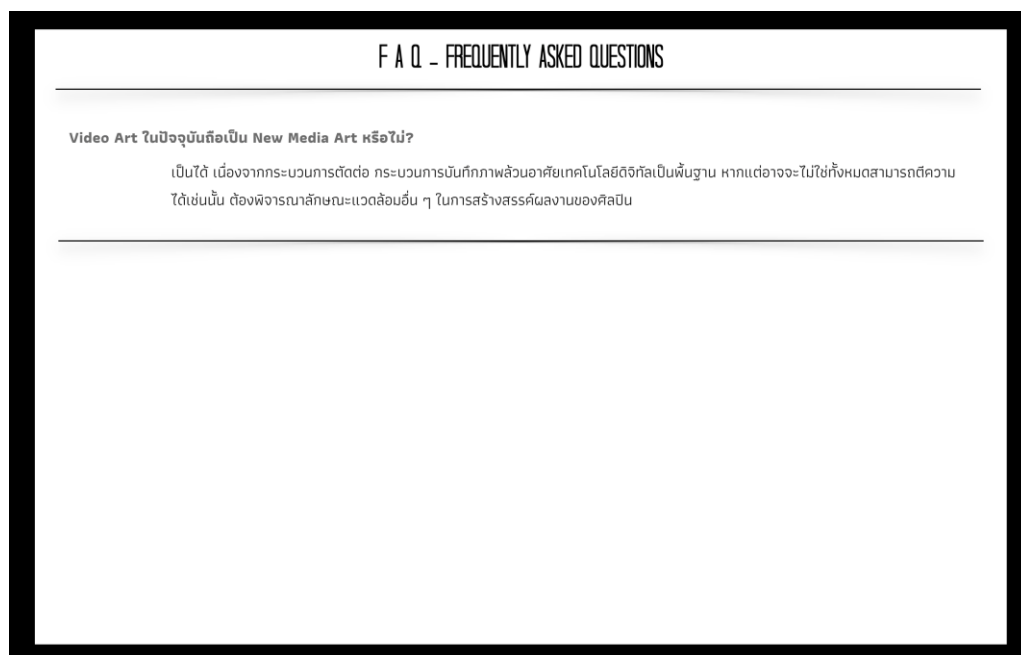 F A Q - FREQUENTLY ASKED QUESTIONS
Video Art ในปัจจุบันถือเป็น New Media Art หรือไม่?
เป็นได้ เนื่องจากกระบวนการตัดต่อ กระบวนการบันทึกภาพล้วนอาศัยเทคโนโลยีดิจิทัลเป็นพื้นฐาน หากแต่อาจจะไม่ใช่ทั้งหมดสามารถตีความ
ได้เช่นนั้น ต้องพิจารณาลักษณะแวดล้อมอื่น ๆ ในการสร้างสรรค์ผลงานของศิลปิน